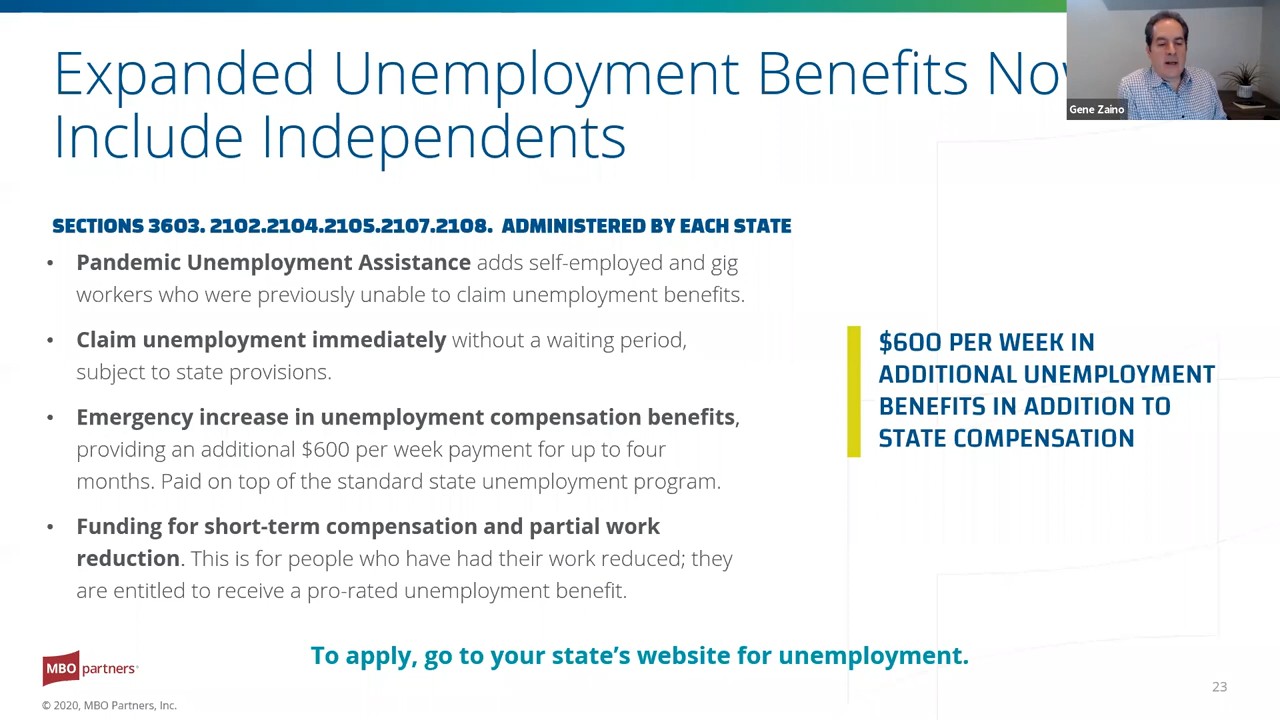 Expanded Unemployment Benefits
Include Independents
Gene Zaino
SECTIONS 3603. 2102.2104.2105.2107.2108.  ADMINISTERED BY EACH STATE
• Pandemic Unemployment Assistance adds self-employed and gig
workers who were previously unable to claim unemployment benefits.
• Claim unemployment immediately without a waiting period,
subject to state provisions.
• Emergency increase in unemployment compensation benefits,
providing an additional $600 per week payment for up to four
months. Paid on top of the standard state unemployment program.
• Funding for short-term compensation and partial work
reduction. This is for people who have had their work reduced; they
are entitled to receive a pro-rated unemployment benefit.
$600 PER WEEK IN
ADDITIONAL UNEMPLOYMENT
BENEFITS IN ADDITION TO
STATE COMPENSATION
To apply, go to your state’s website for unemployment.
MBO partners
© 2020, MBO Partners, Inc.
23